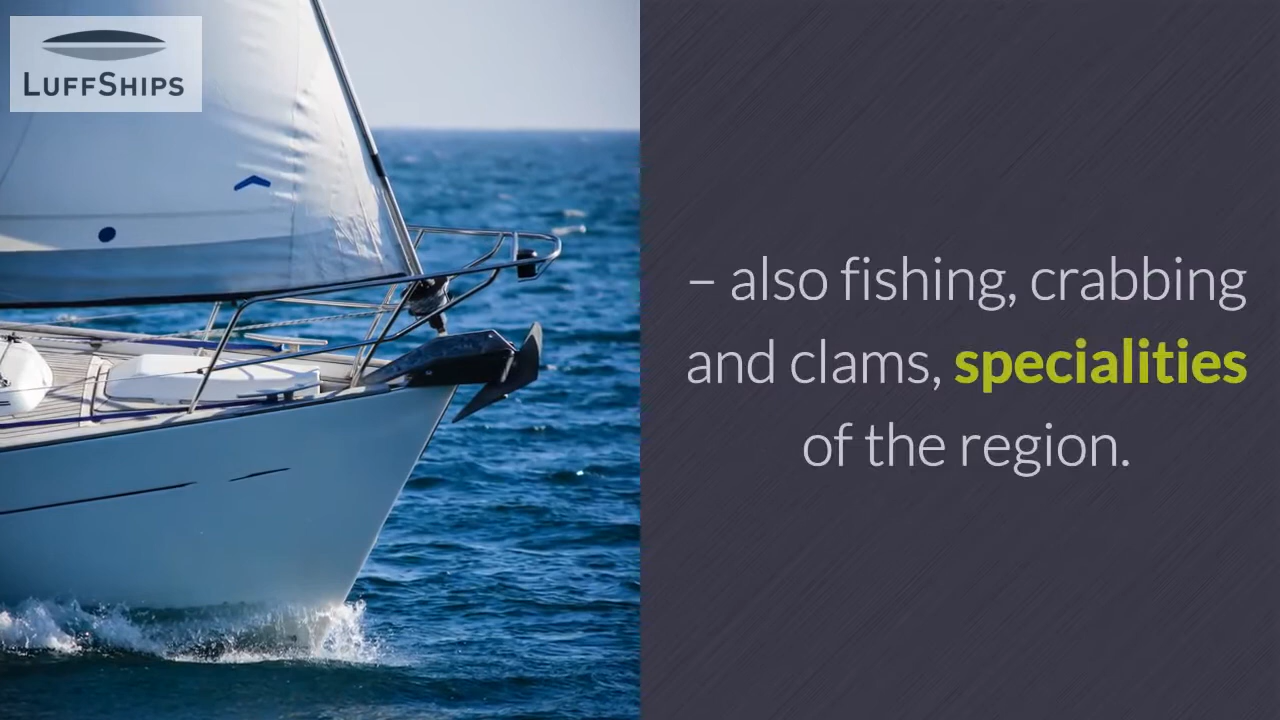 LUFFSHIPS
– also fishing, crabbing
and clams, specialities
of the region.